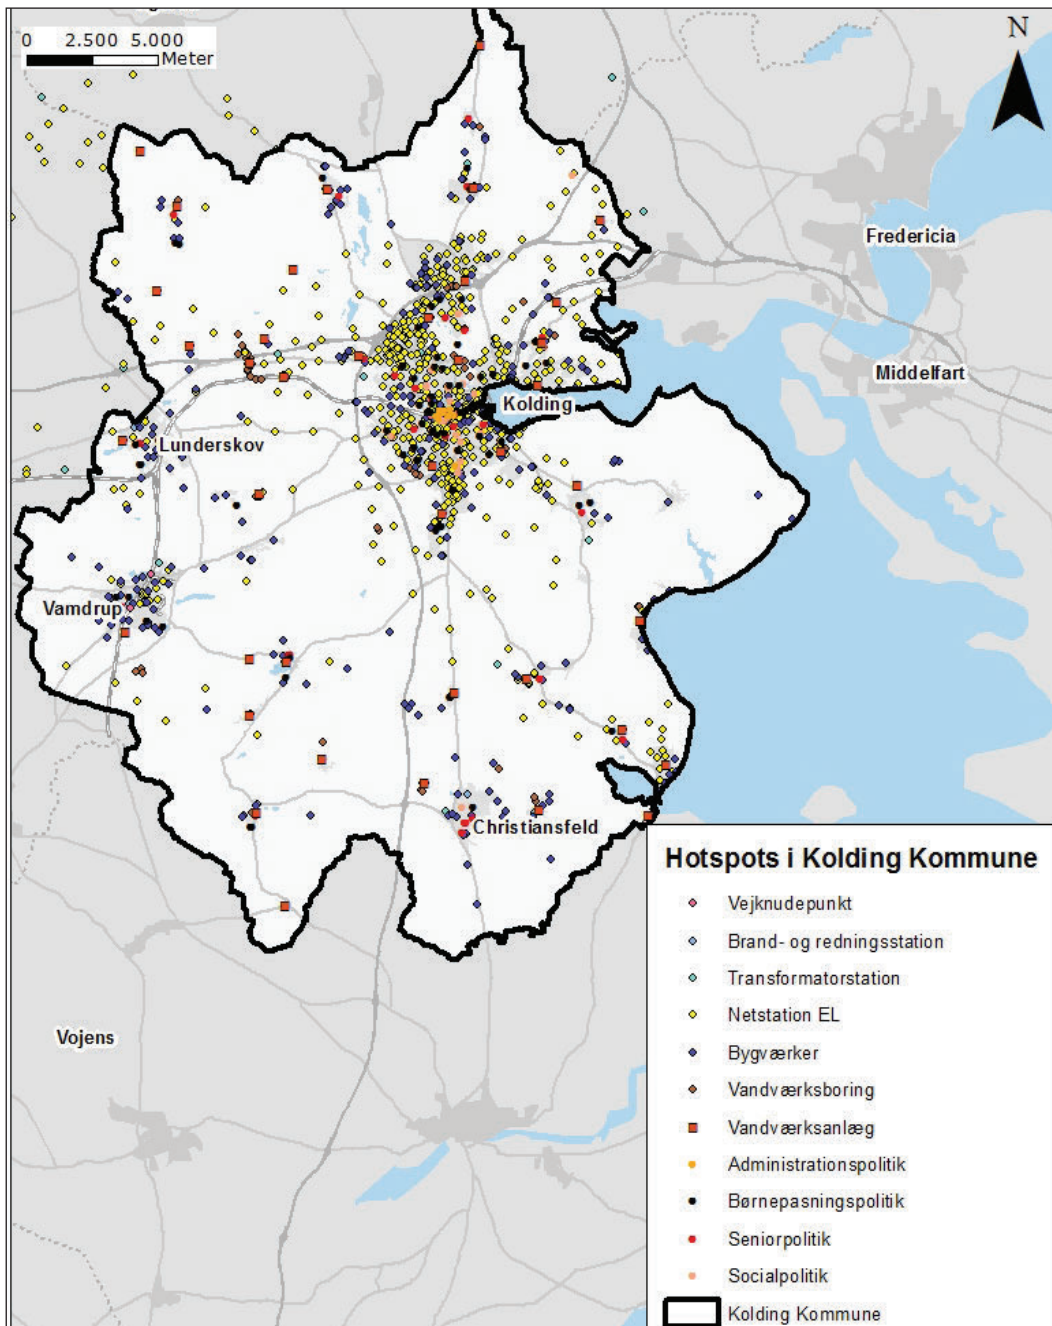 0 2.500 5.000
Meter
N
Fredericia
Middelfart
Kolding
Lunderskov
Vamdrup
Christiansfeld
Vojens
Hotspots i Kolding Kommune
Vejknudepunkt
Brand- og redningsstation
Transformatorstation
Netstation EL
Bygværker
Vandværksboring
Vandværksanlæg
Administrationspolitik
Børnepasningspolitik
Seniorpolitik
Socialpolitik
Kolding Kommune